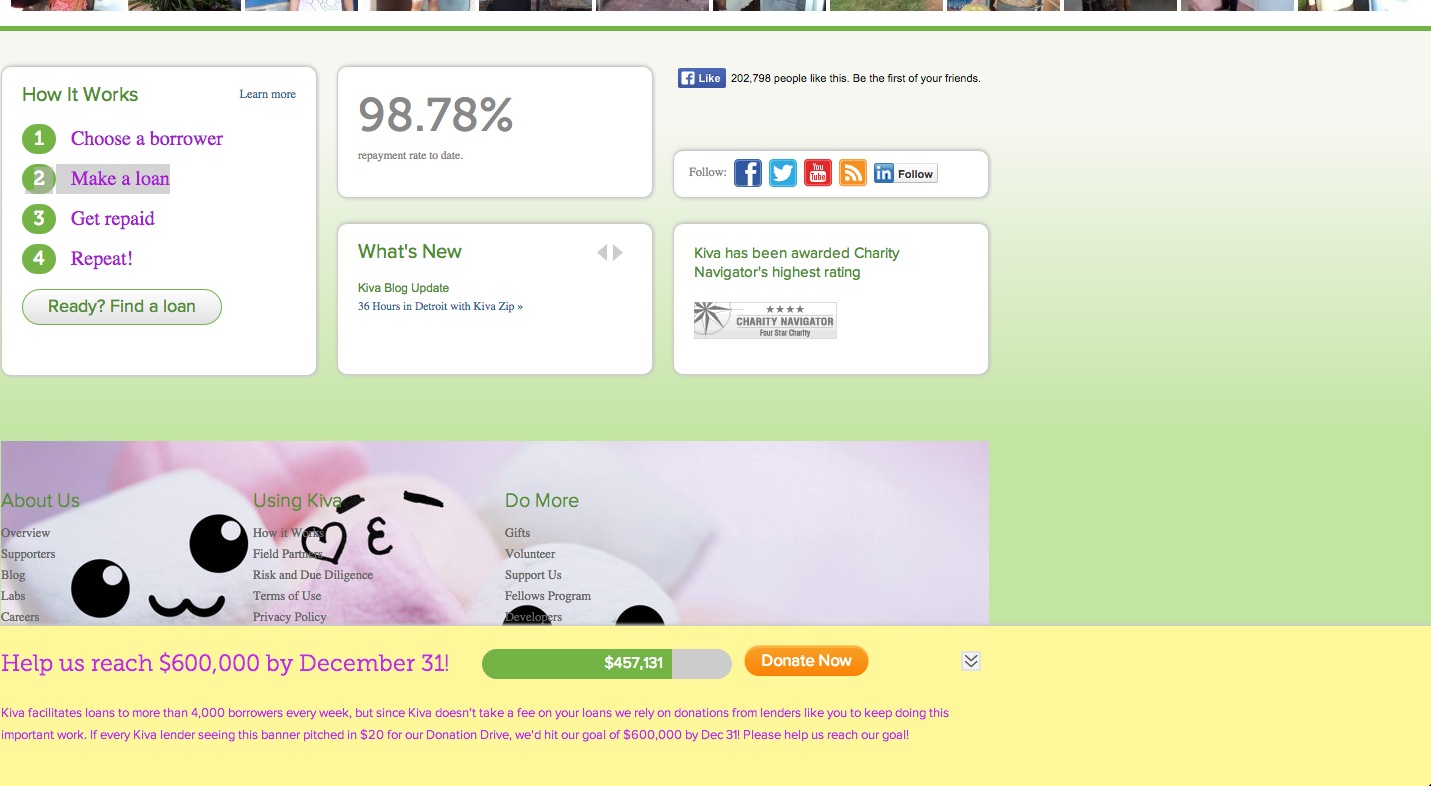 How It Works
Learn more
1 Choose a borrower
2 Make a loan
3 Get repaid
4 Repeat!
Ready? Find a loan
98.78%
repayment rate to date.
What's New
Kiva Blog Update
36 Hours in Detroit with Kiva Zip »
Like 202,798 people like this. Be the first of your friends.
Follow: You Tube in Follow
Kiva has been awarded Charity
Navigator's highest rating
CHARITY NAVIGATOR
Four Star Charity
About Us
Overview
Supporters
Blog
Labs
Careers
Using Kiva
How it Works
Field Partners
Risk and Due Diligence
Terms of Use
Privacy Policy
Do More
Gifts
Volunteer
Support Us
Fellows Program
Developers
Help us reach $600,000 by December 31!
$457,131
Donate Now
Kiva facilitates loans to more than 4,000 borrowers every week, but since Kiva doesn't take a fee on your loans we rely on donations from lenders like you to keep doing this
important work. If every Kiva lender seeing this banner pitched in $20 for our Donation Drive, we'd hit our goal of $600,000 by Dec 31! Please help us reach our goal!